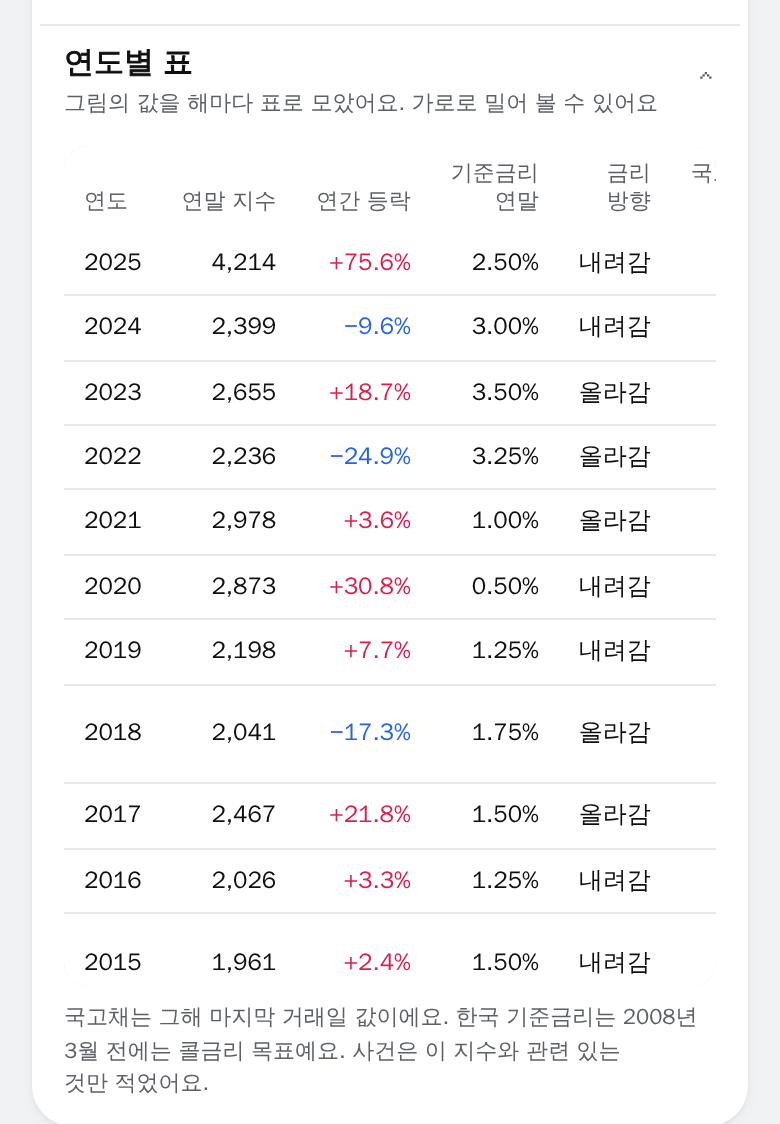 연도별 표
그림의 값을 해마다 표로 모았어요. 가로로 밀어 볼 수 있어요
연도 연말 지수 연간 등락 기준금리 연말 금리 방향
2025 4,214 +75.6% 2.50% 내려감
2024 2,399 −9.6% 3.00% 내려감
2023 2,655 +18.7% 3.50% 올라감
2022 2,236 −24.9% 3.25% 올라감
2021 2,978 +3.6% 1.00% 올라감
2020 2,873 +30.8% 0.50% 내려감
2019 2,198 +7.7% 1.25% 내려감
2018 2,041 −17.3% 1.75% 올라감
2017 2,467 +21.8% 1.50% 올라감
2016 2,026 +3.3% 1.25% 내려감
2015 1,961 +2.4% 1.50% 내려감
국고채는 그해 마지막 거래일 값이에요. 한국 기준금리는 2008년
3월 전에는 콜금리 목표예요. 사건은 이 지수와 관련 있는
것만 적었어요.